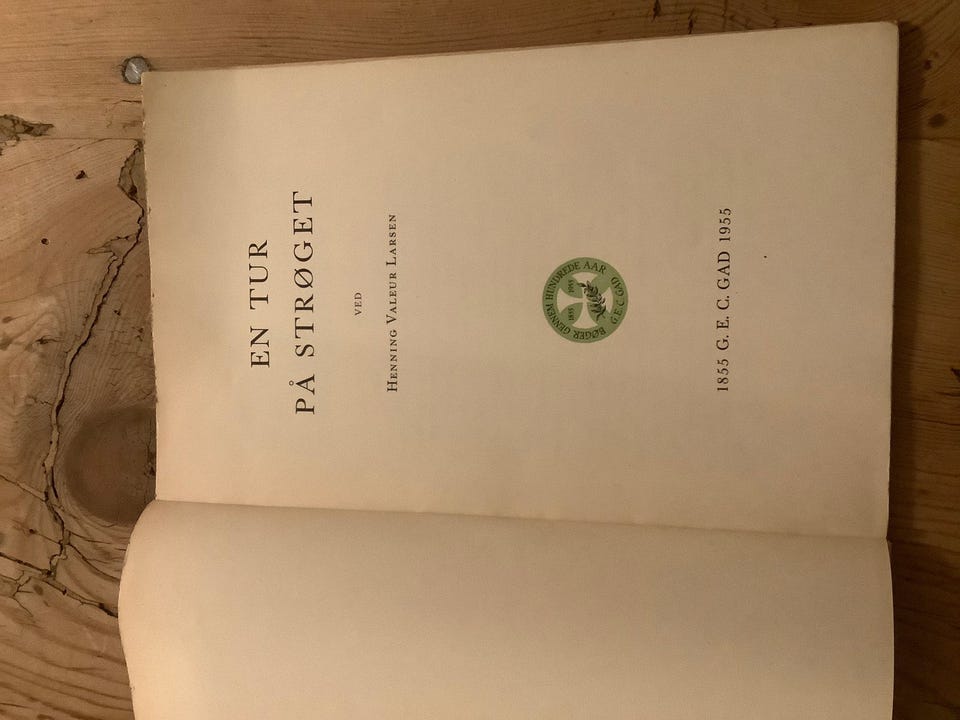 EN TUR
PÅ STRØGET
VED
HENNING VALEUR LARSEN
BØGER GENNEM HUNDREDE AAR
G.E.C. GAD
1855 1955
1855 G. E. C. GAD 1955